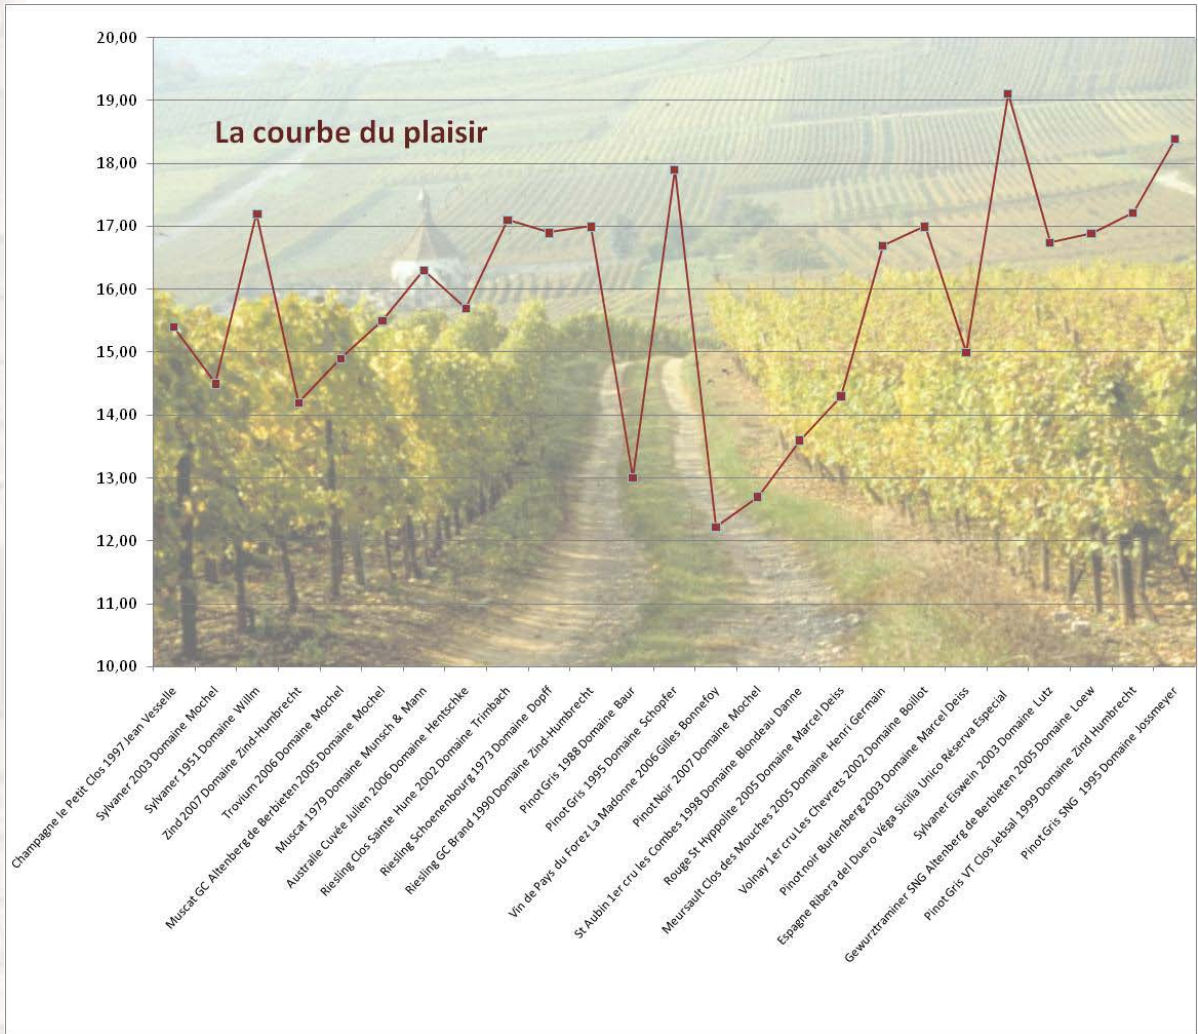 20,00
19,00
La courbe du plaisir
18,00
17,00
16,00
15,00
14,00
13,00
12,00
11,00
10,00
Champagne le Petit Clos 1997 Jean Vesselle
Sylvaner 2003 Domaine Mochel
Sylvaner 1951 Domaine Willm
Zind 2007 Domaine Zind-Humbrecht
Trovium 2006 Domaine Mochel
Muscat GC Altenberg de Berbieten 2005 Domaine Mochel
Muscat 1979 Domaine Munsch & Mann
Australie Cuvée Julien 2006 Domaine Hentschke
Riesling Clos Sainte Hune 2002 Domaine Trimbach
Riesling Schoenenbourg 1973 Domaine Dopff
Riesling GC Brand 1990 Domaine Zind-Humbrecht
Pinot Gris 1988 Domaine Baur
Pinot Gris 1995 Domaine Schopfer
Vin de Pays du Forez La Madonne 2006 Gilles Bonnefoy
Pinot Noir 2007 Domaine Mochel
St Aubin 1er cru les Combes 1998 Domaine Blondeau Danne
Rouge St Hyppolite 2005 Domaine Marcel Deiss
Meursault Clos des Mouches 2005 Domaine Henri Germain
Volnay 1er cru Les Chevrets 2002 Domaine Boillot
Pinot noir Burlenberg 2003 Domaine Marcel Deiss
Espagne Ribera del Duero Véga Sicilia Unico Réserva Especial
Sylvaner Eiswein 2003 Domaine Lutz
Gewurztraminer SNG Altenberg de Berbieten 2005 Domaine Loew
Pinot Gris VT Clos Jebsal 1999 Domaine Zind Humbrecht
Pinot Gris SNG 1995 Domaine Jossmeyer